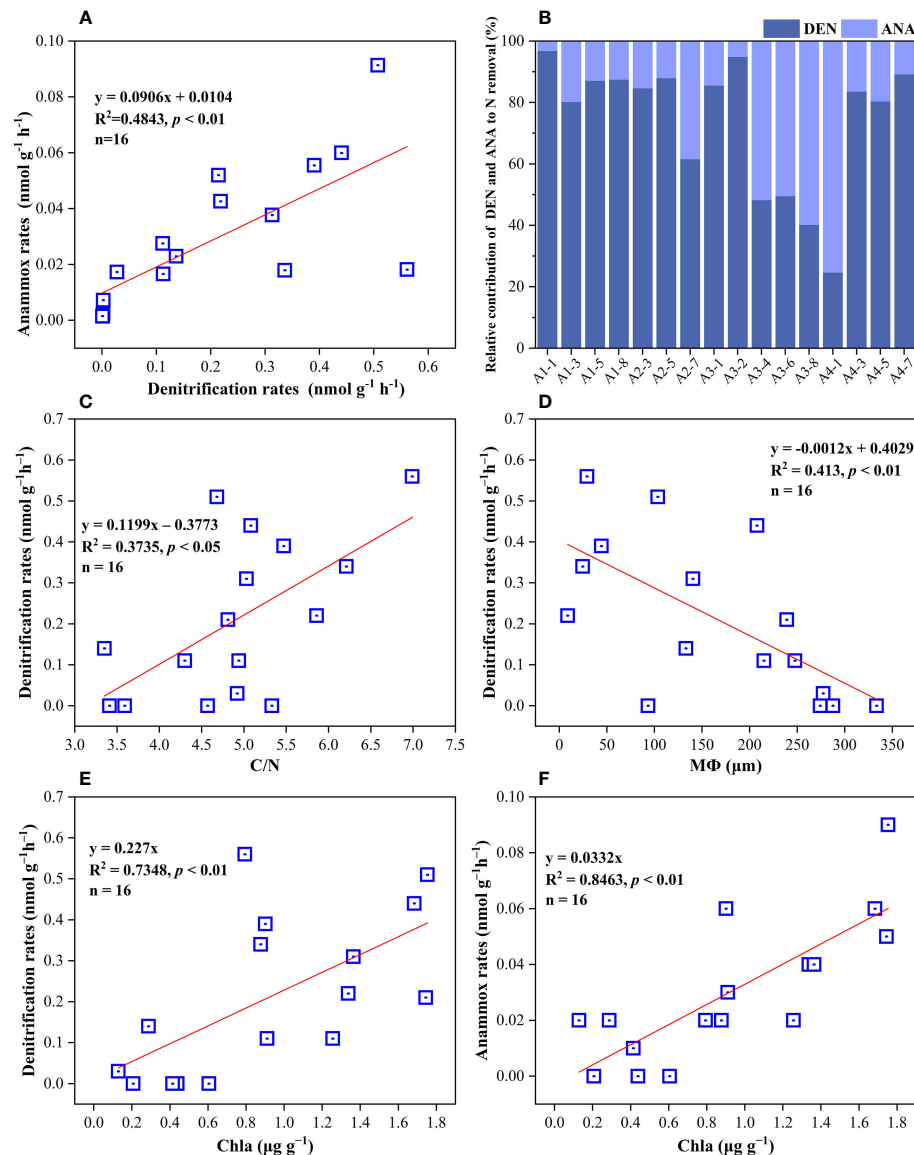 A
Anammox rates (nmol g⁻¹ h⁻¹)
0.10
0.08
0.06
0.04
0.02
0.00
y = 0.0906x + 0.0104
R²=0.4843, p < 0.01
n=16
0.0 0.1 0.2 0.3 0.4 0.5 0.6
Denitrification rates (nmol g⁻¹ h⁻¹)
B
DEN ANA
Relative contribution of DEN and ANA to N removal (%)
100
80
60
40
20
0
A1-1 A1-3 A1-5 A1-8 A2-3 A2-5 A2-7 A3-1 A3-2 A3-4 A3-6 A3-8 A4-1 A4-3 A4-5 A4-7
C
Denitrification rates (nmol g⁻¹h⁻¹)
0.7
0.6
0.5
0.4
0.3
0.2
0.1
0.0
y = 0.1199x – 0.3773
R² = 0.3735, p < 0.05
n = 16
3.0 3.5 4.0 4.5 5.0 5.5 6.0 6.5 7.0 7.5
C/N
D
Denitrification rates (nmol g⁻¹h⁻¹)
0.7
0.6
0.5
0.4
0.3
0.2
0.1
0.0
y = -0.0012x + 0.4029
R² = 0.413, p < 0.01
n = 16
0 50 100 150 200 250 300 350
MΦ (μm)
E
Denitrification rates (nmol g⁻¹h⁻¹)
0.7
0.6
0.5
0.4
0.3
0.2
0.1
0.0
y = 0.227x
R² = 0.7348, p < 0.01
n = 16
0.0 0.2 0.4 0.6 0.8 1.0 1.2 1.4 1.6 1.8
Chla (μg g⁻¹)
F
Anammox rates (nmol g⁻¹h⁻¹)
0.10
0.08
0.06
0.04
0.02
0.00
y = 0.0332x
R² = 0.8463, p < 0.01
n = 16
0.0 0.2 0.4 0.6 0.8 1.0 1.2 1.4 1.6 1.8
Chla (μg g⁻¹)